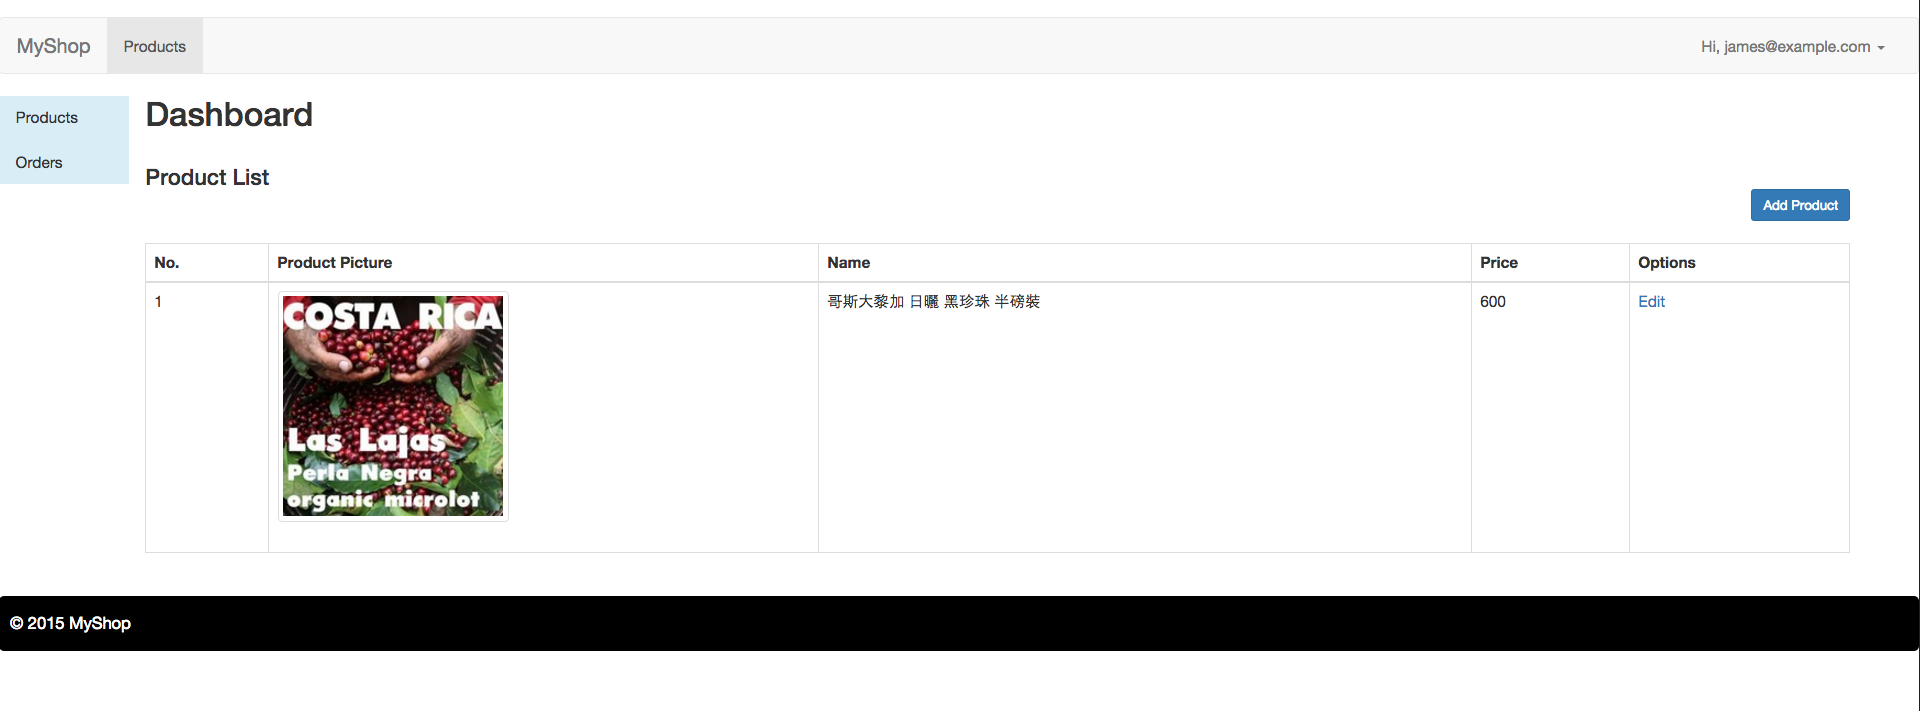 MyShop Products Hi, james@example.com
Products
Orders
Dashboard
Product List
Add Product
No. Product Picture Name Price Options
1 哥斯大黎加 日曬 黑珍珠 半磅裝 600 Edit
COSTA RICA
Las Lajas
Perla Negra
organic microlot
© 2015 MyShop